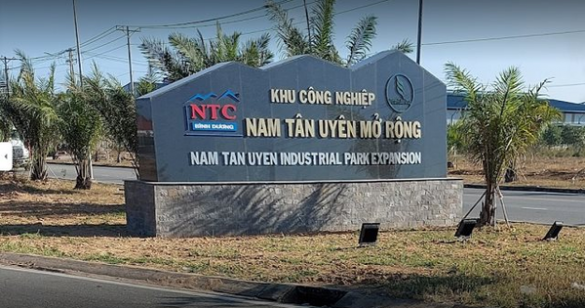 NTC
BÌNH DƯƠNG
KHU CÔNG NGHIỆP
NAM TÂN UYÊN MỞ RỘNG
NAM TAN UYEN INDUSTRIAL PARK EXPANSION